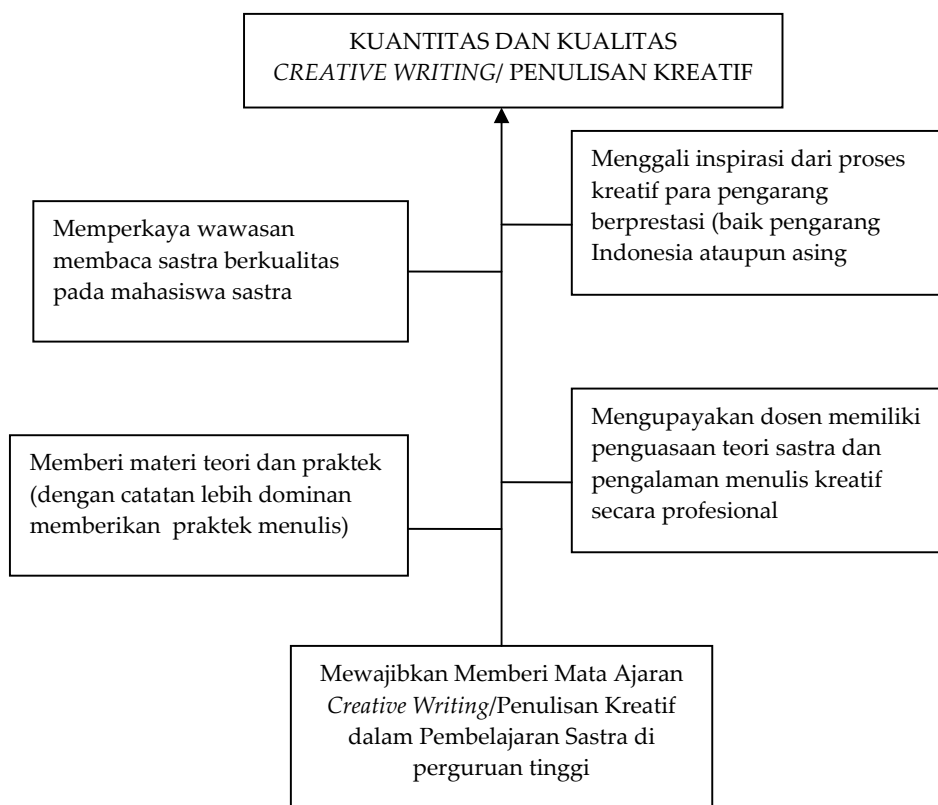 KUANTITAS DAN KUALITAS
CREATIVE WRITING/ PENULISAN KREATIF
Menggali inspirasi dari proses
kreatif para pengarang
berprestasi (baik pengarang
Indonesia ataupun asing
Memperkaya wawasan
membaca sastra berkualitas
pada mahasiswa sastra
Mengupayakan dosen memiliki
penguasaan teori sastra dan
pengalaman menulis kreatif
secara profesional
Memberi materi teori dan praktek
(dengan catatan lebih dominan
memberikan praktek menulis)
Mewajibkan Memberi Mata Ajaran
Creative Writing/Penulisan Kreatif
dalam Pembelajaran Sastra di
perguruan tinggi